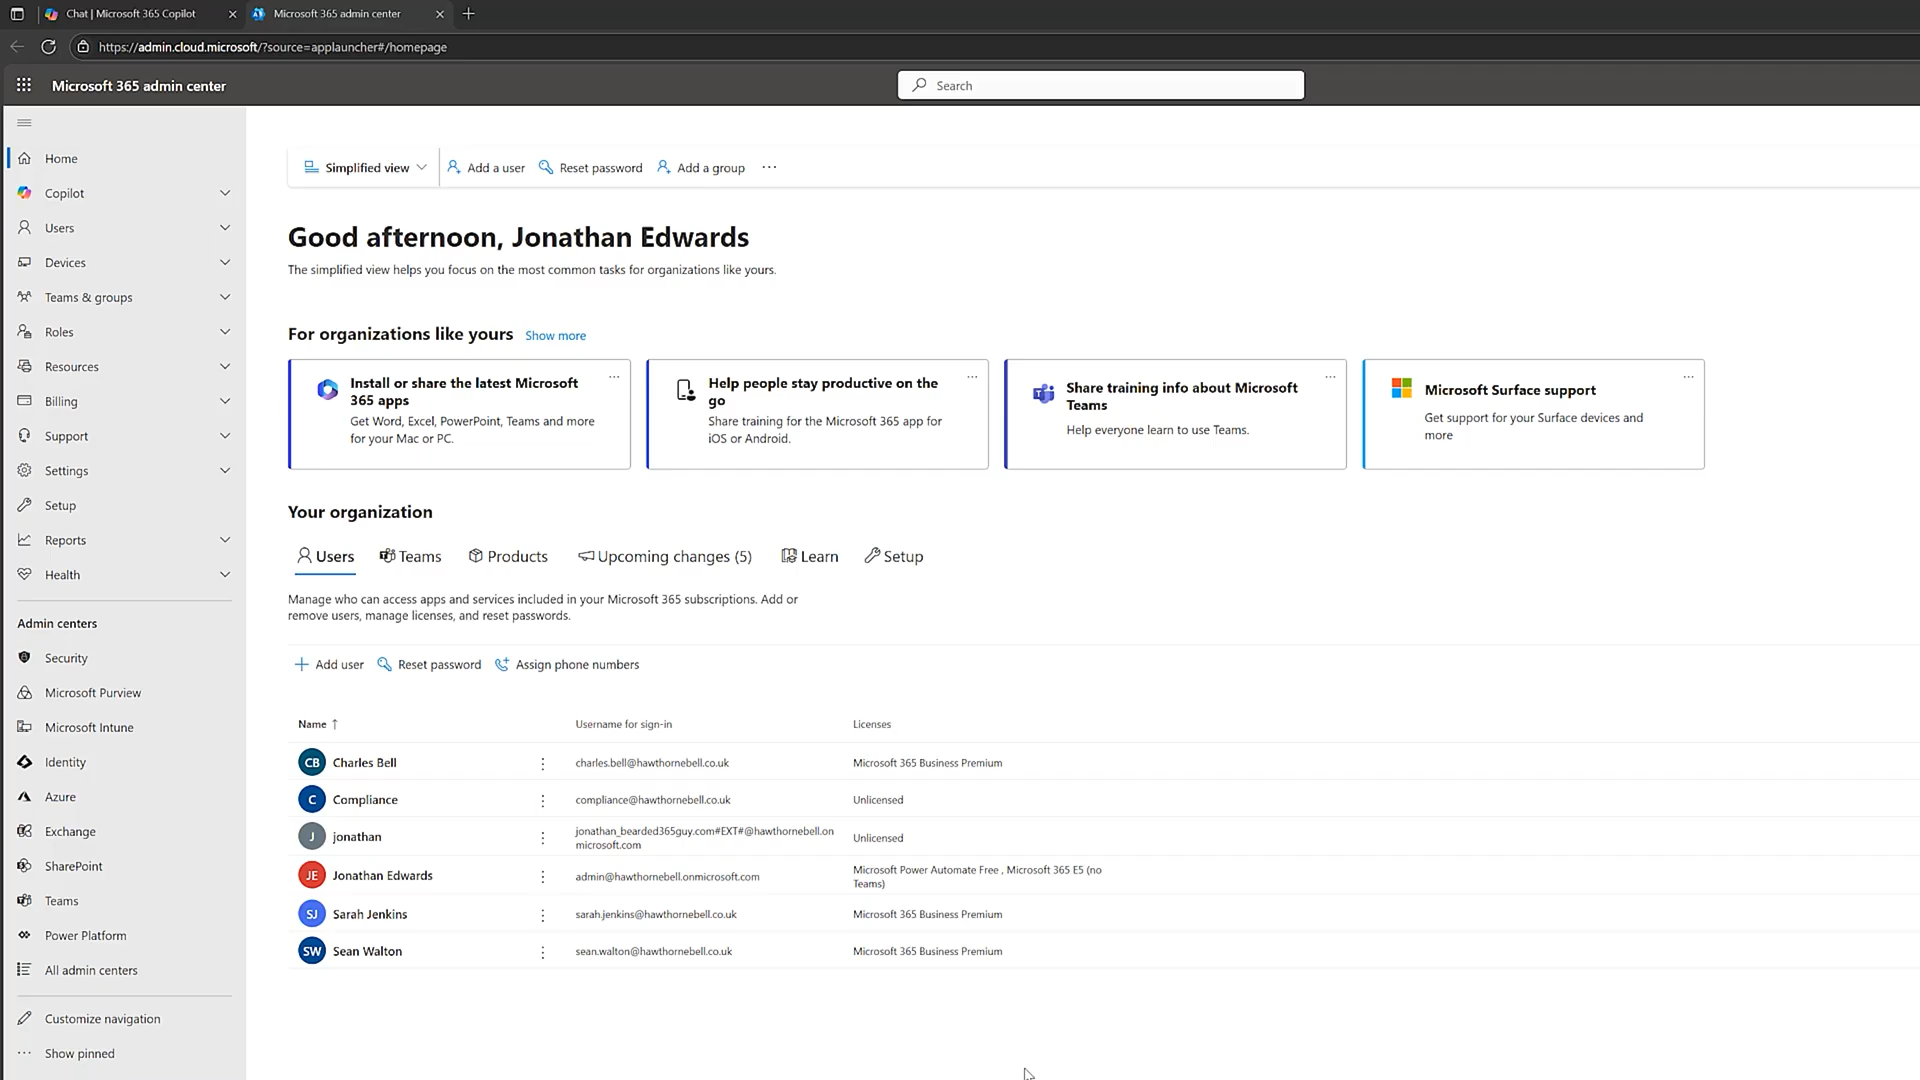 Chat | Microsoft 365 Copilot
Microsoft 365 admin center
https://admin.cloud.microsoft/?source=applauncher#/homepage
Microsoft 365 admin center
Search
Home
Copilot
Users
Devices
Teams & groups
Roles
Resources
Billing
Support
Settings
Setup
Reports
Health
Admin centers
Security
Microsoft Purview
Microsoft Intune
Identity
Azure
Exchange
SharePoint
Teams
Power Platform
All admin centers
Customize navigation
Show pinned
Simplified view
Add a user
Reset password
Add a group
Good afternoon, Jonathan Edwards
The simplified view helps you focus on the most common tasks for organizations like yours.
For organizations like yours
Show more
Install or share the latest Microsoft
365 apps
Get Word, Excel, PowerPoint, Teams and more
for your Mac or PC.
Help people stay productive on the
go
Share training for the Microsoft 365 app for
iOS or Android.
Share training info about Microsoft
Teams
Help everyone learn to use Teams.
Microsoft Surface support
Get support for your Surface devices and
more
Your organization
Users
Teams
Products
Upcoming changes (5)
Learn
Setup
Manage who can access apps and services included in your Microsoft 365 subscriptions. Add or
remove users, manage licenses, and reset passwords.
Add user
Reset password
Assign phone numbers
Name ↑
Username for sign-in
Licenses
CB
Charles Bell
charles.bell@hawthornebell.co.uk
Microsoft 365 Business Premium
C
Compliance
compliance@hawthornebell.co.uk
Unlicensed
J
jonathan
jonathan_bearded365guy.com#EXT#@hawthornebell.on
microsoft.com
Unlicensed
JE
Jonathan Edwards
admin@hawthornebell.onmicrosoft.com
Microsoft Power Automate Free , Microsoft 365 E5 (no
Teams)
SJ
Sarah Jenkins
sarah.jenkins@hawthornebell.co.uk
Microsoft 365 Business Premium
SW
Sean Walton
sean.walton@hawthornebell.co.uk
Microsoft 365 Business Premium